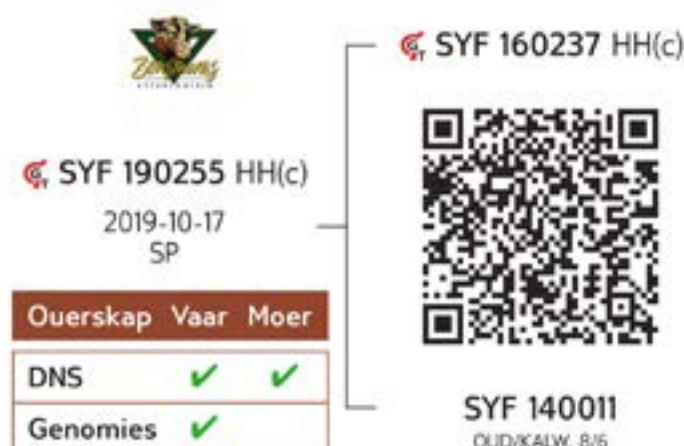 SYF 190255 HH(c)
2019-10-17
SP
Ouerskap Vaar Moer
DNS ✔ ✔
Genomies ✔
SYF 160237 HH(c)
SYF 140011
OUD/KALW. 8/6